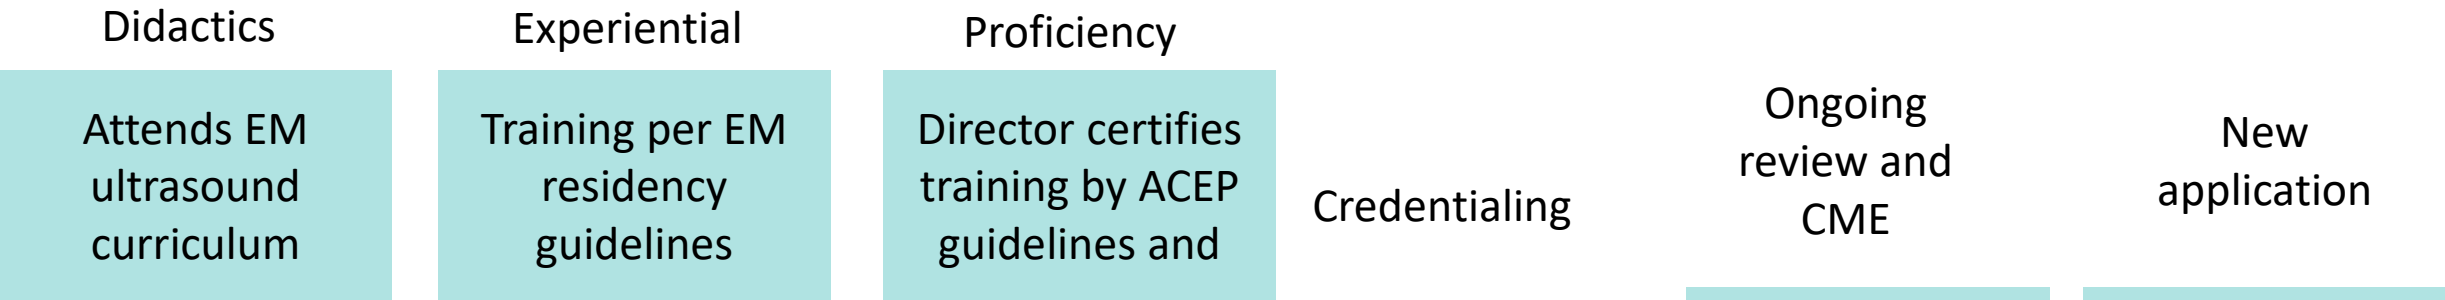 Didactics
Experiential
Proficiency
Attends EM
ultrasound
curriculum
Training per EM
residency
guidelines
Director certifies
training by ACEP
guidelines and
Credentialing
Ongoing
review and
CME
New
application